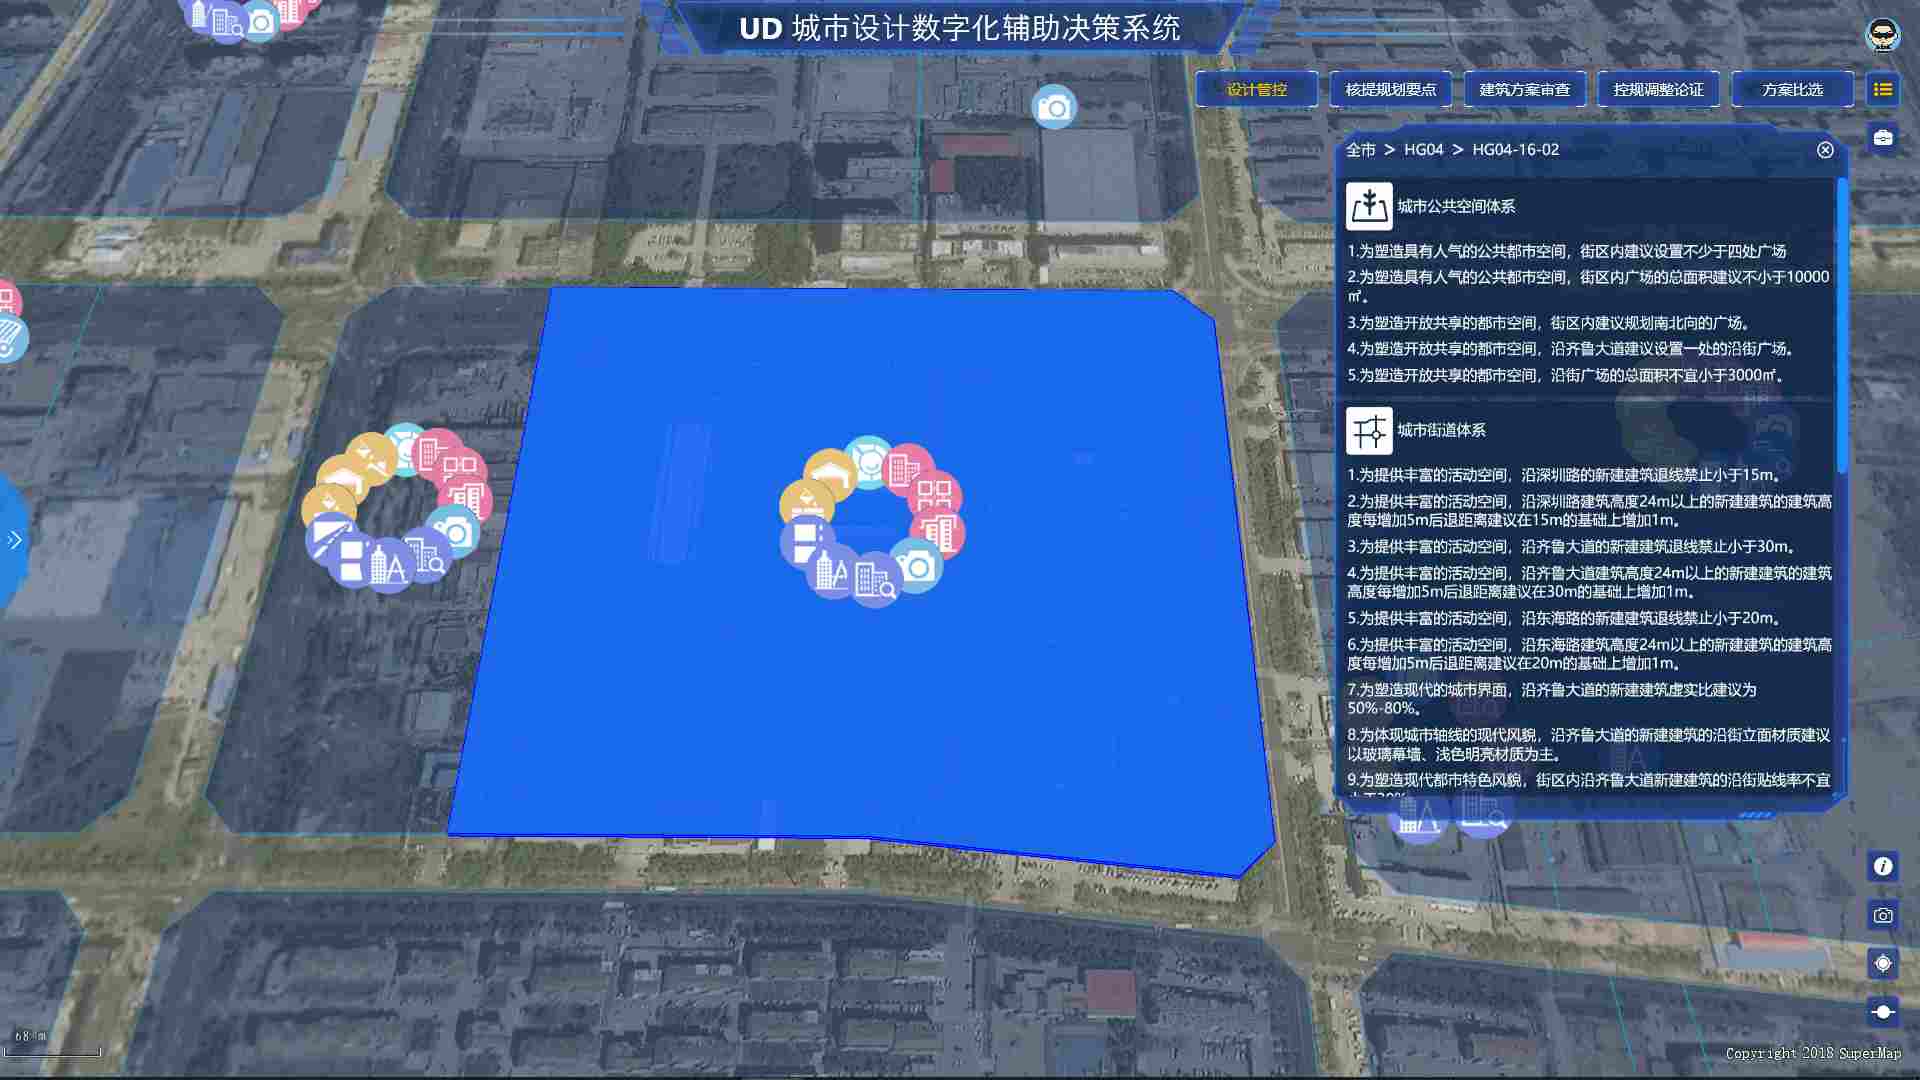 UD 城市设计数字化辅助决策系统
设计管控
核提规划要点
建筑方案审查
控规调整论证
方案比选
全市 > HG04 > HG04-16-02
城市公共空间体系
1.为塑造具有人气的公共都市空间，街区内建议设置不少于四处广场
2.为塑造具有人气的公共都市空间，街区内广场的总面积建议不小于10000
㎡。
3.为塑造开放共享的都市空间，街区内建议规划南北向的广场。
4.为塑造开放共享的都市空间，沿齐鲁大道建议设置一处的沿街广场。
5.为塑造开放共享的都市空间，沿街广场的总面积不宜小于3000㎡。
城市街道体系
1.为提供丰富的活动空间，沿深圳路的新建建筑退线禁止小于15m。
2.为提供丰富的活动空间，沿深圳路建筑高度24m以上的新建建筑的建筑高
度每增加5m后退距离建议在15m的基础上增加1m。
3.为提供丰富的活动空间，沿齐鲁大道的新建建筑退线禁止小于30m。
4.为提供丰富的活动空间，沿齐鲁大道建筑高度24m以上的新建建筑的建筑
高度每增加5m后退距离建议在30m的基础上增加1m。
5.为提供丰富的活动空间，沿东海路的新建建筑退线禁止小于20m。
6.为提供丰富的活动空间，沿东海路建筑高度24m以上的新建建筑的建筑高
度每增加5m后退距离建议在20m的基础上增加1m。
7.为塑造现代的城市界面，沿齐鲁大道的新建建筑虚实比建议为
50%-80%。
8.为体现城市轴线的现代风貌，沿齐鲁大道的新建建筑的沿街立面材质建议
以玻璃幕墙、浅色明亮材质为主。
9.为塑造现代都市特色风貌，街区内沿齐鲁大道新建建筑的沿街贴线率不宜
Copyright 2018 SuperMap